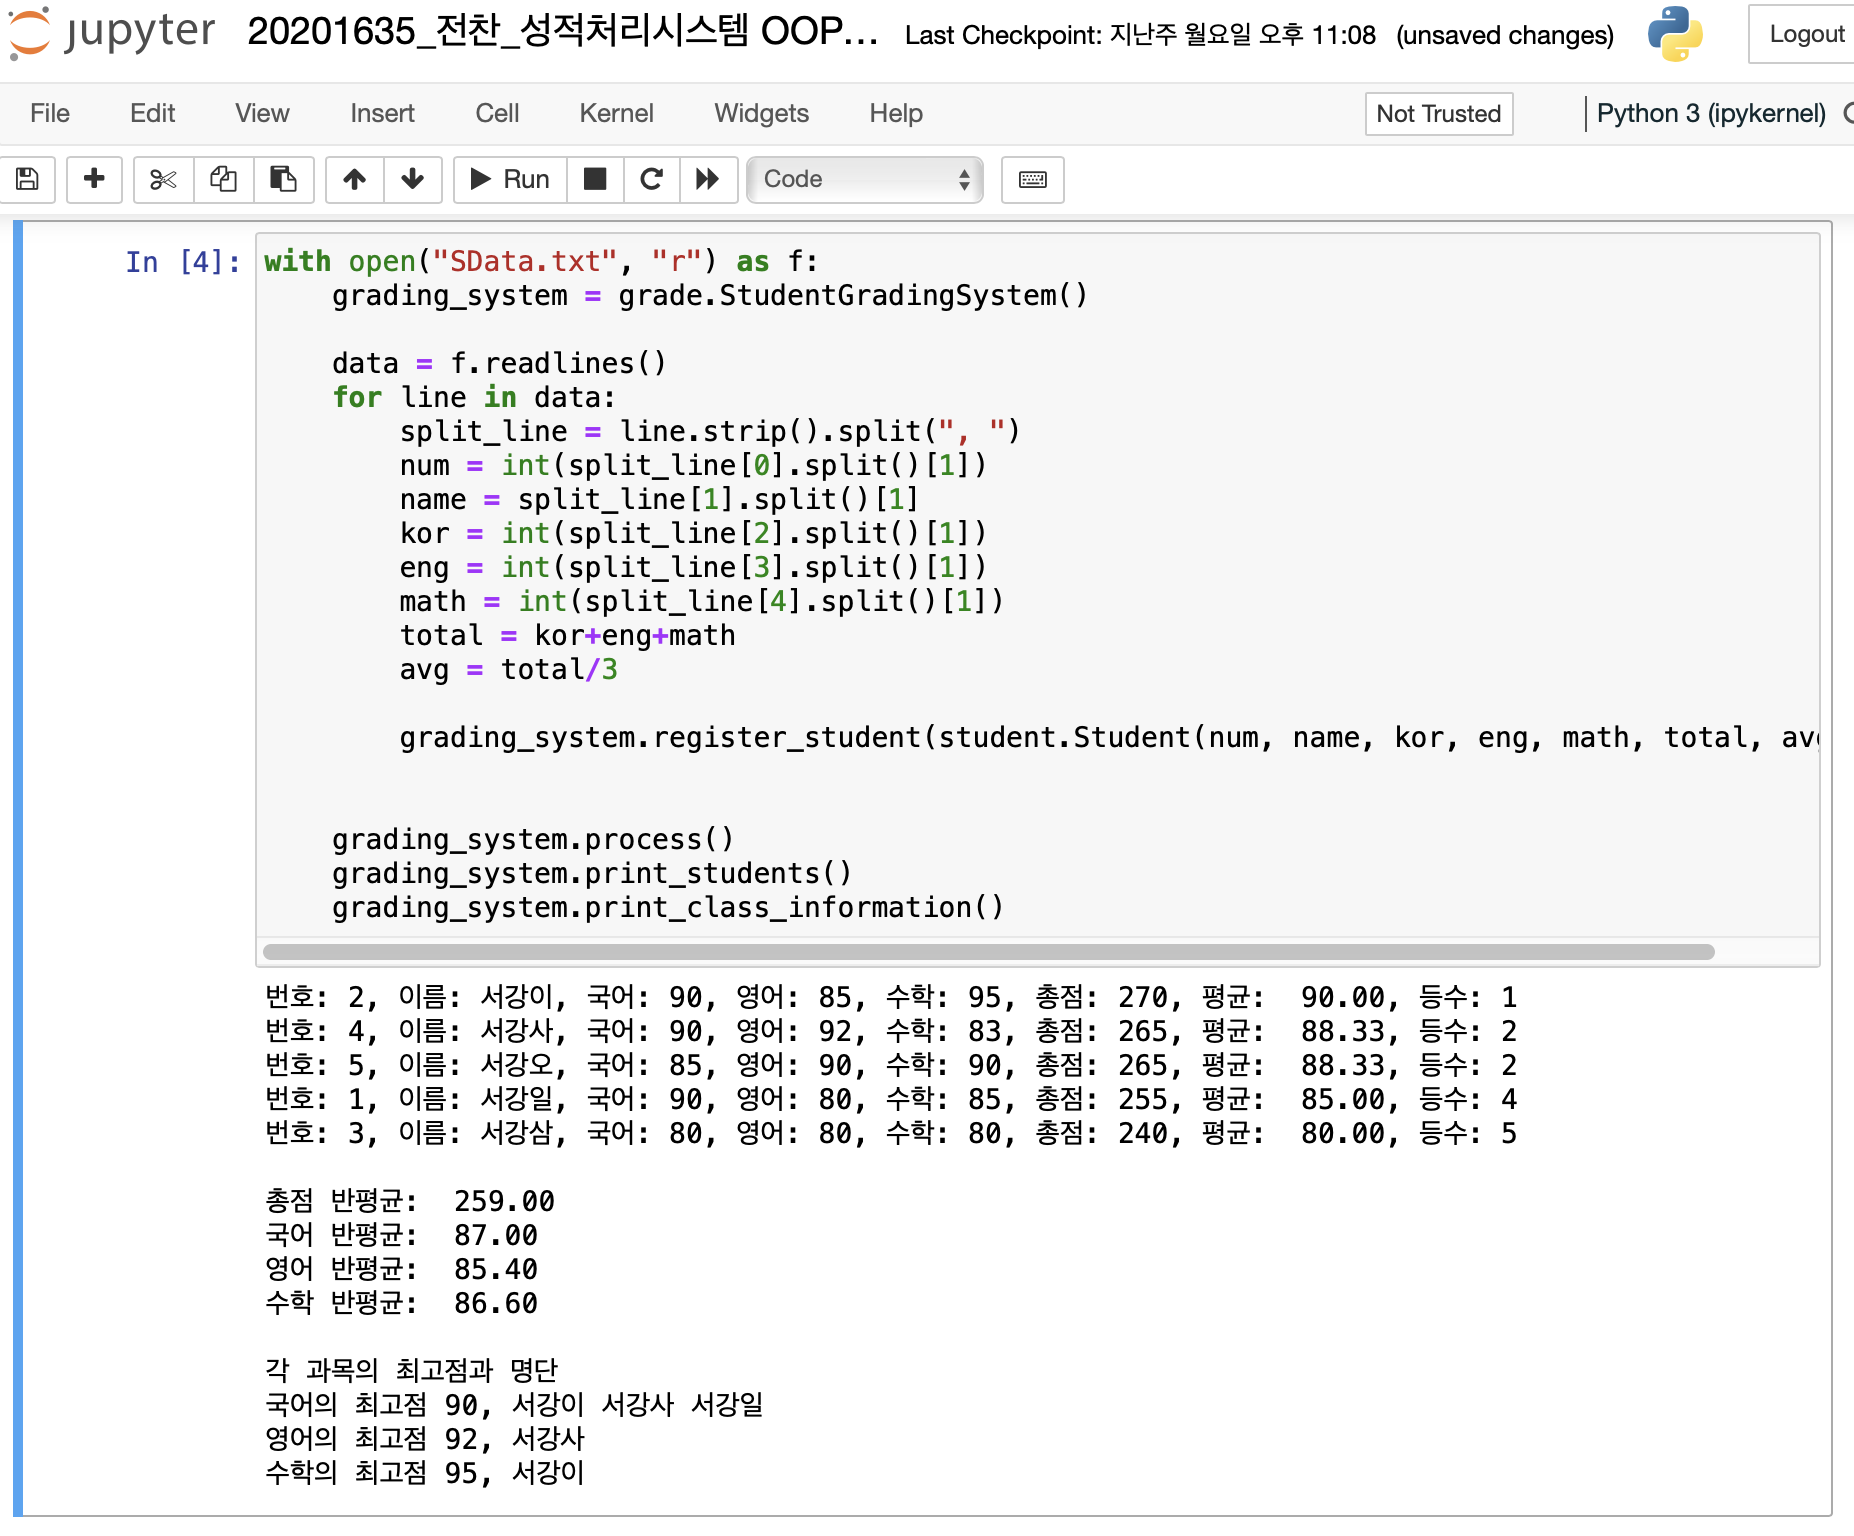 jupyter 20201635_전찬_성적처리시스템 OOP... Last Checkpoint: 지난주 월요일 오후 11:08 (unsaved changes) Logout
File Edit View Insert Cell Kernel Widgets Help Not Trusted Python 3 (ipykernel)
Run Code
In [4]: with open("SData.txt", "r") as f:
    grading_system = grade.StudentGradingSystem()
    data = f.readlines()
    for line in data:
        split_line = line.strip().split(", ")
        num = int(split_line[0].split()[1])
        name = split_line[1].split()[1]
        kor = int(split_line[2].split()[1])
        eng = int(split_line[3].split()[1])
        math = int(split_line[4].split()[1])
        total = kor+eng+math
        avg = total/3
        grading_system.register_student(student.Student(num, name, kor, eng, math, total,
    grading_system.process()
    grading_system.print_students()
    grading_system.print_class_information()
번호: 2, 이름: 서강이, 국어: 90, 영어: 85, 수학: 95, 총점: 270, 평균:  90.00, 등수: 1
번호: 4, 이름: 서강사, 국어: 90, 영어: 92, 수학: 83, 총점: 265, 평균:  88.33, 등수: 2
번호: 5, 이름: 서강오, 국어: 85, 영어: 90, 수학: 90, 총점: 265, 평균:  88.33, 등수: 2
번호: 1, 이름: 서강일, 국어: 90, 영어: 80, 수학: 85, 총점: 255, 평균:  85.00, 등수: 4
번호: 3, 이름: 서강삼, 국어: 80, 영어: 80, 수학: 80, 총점: 240, 평균:  80.00, 등수: 5
총점 반평균:  259.00
국어 반평균:  87.00
영어 반평균:  85.40
수학 반평균:  86.60
각 과목의 최고점과 명단
국어의 최고점 90, 서강이 서강사 서강일
영어의 최고점 92, 서강사
수학의 최고점 95, 서강이